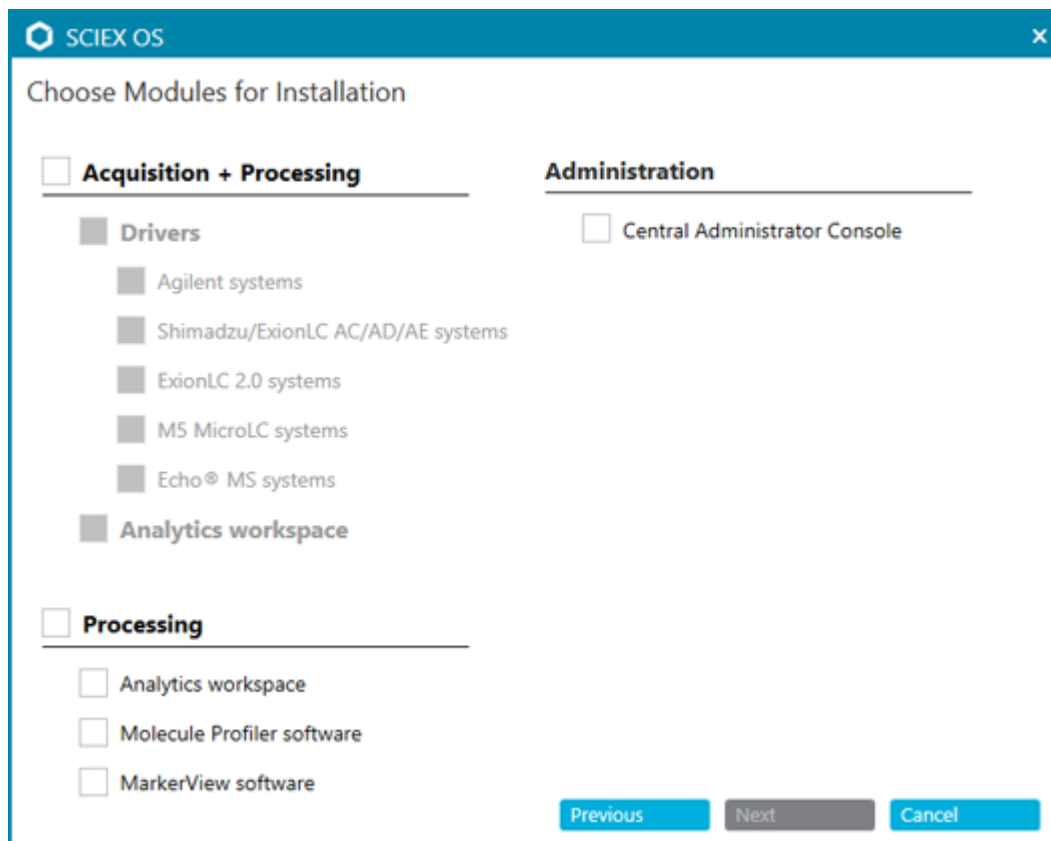 SCIEX OS
Choose Modules for Installation
Acquisition + Processing
Drivers
Agilent systems
Shimadzu/ExionLC AC/AD/AE systems
ExionLC 2.0 systems
M5 MicroLC systems
Echo® MS systems
Analytics workspace
Processing
Analytics workspace
Molecule Profiler software
MarkerView software
Administration
Central Administrator Console
Previous
Next
Cancel